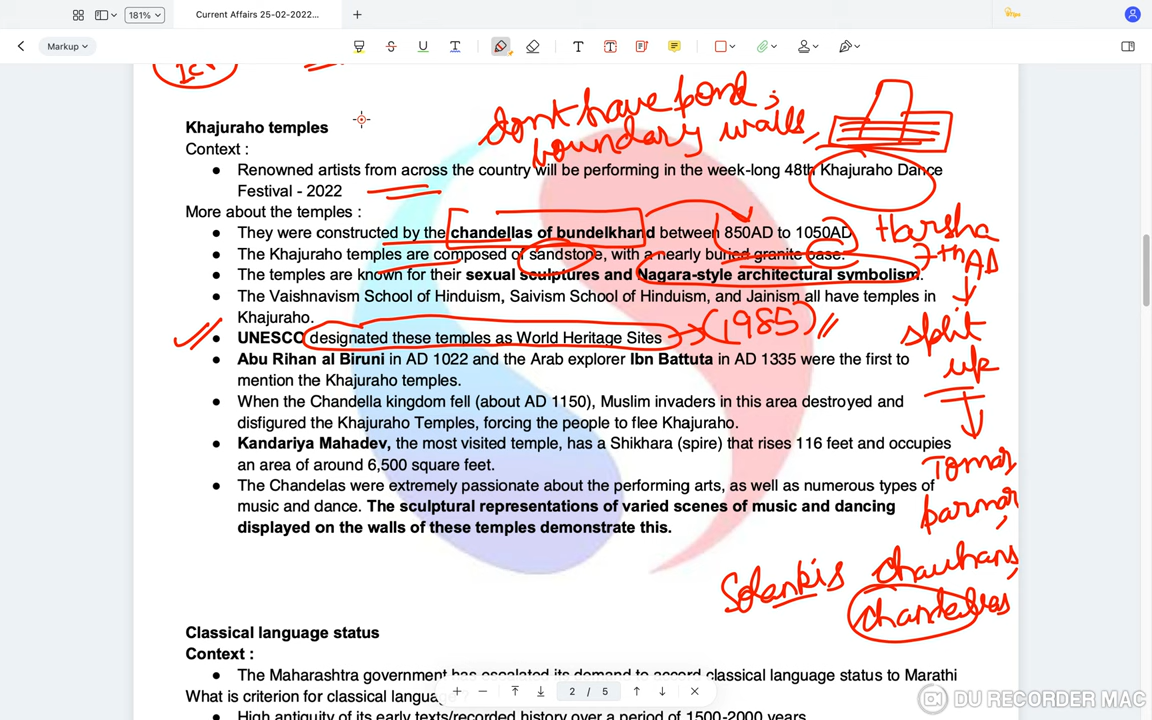 181%
Current Affairs 25-02-2022...
Markup
Khajuraho temples
dont have pond ;
boundary walls,
Context :
Renowned artists from across the country will be performing in the week-long 48th Khajuraho Dance
Festival - 2022
More about the temples :
They were constructed by the chandellas of bundelkhand between 850AD to 1050AD
The Khajuraho temples are composed of sandstone, with a nearly buried granite base.
The temples are known for their sexual sculptures and Nagara-style architectural symbolism.
The Vaishnavism School of Hinduism, Saivism School of Hinduism, and Jainism all have temples in
Khajuraho.
UNESCO designated these temples as World Heritage Sites
(1985)
Abu Rihan al Biruni in AD 1022 and the Arab explorer Ibn Battuta in AD 1335 were the first to
mention the Khajuraho temples.
When the Chandella kingdom fell (about AD 1150), Muslim invaders in this area destroyed and
disfigured the Khajuraho Temples, forcing the people to flee Khajuraho.
Kandariya Mahadev, the most visited temple, has a Shikhara (spire) that rises 116 feet and occupies
an area of around 6,500 square feet.
The Chandelas were extremely passionate about the performing arts, as well as numerous types of
music and dance. The sculptural representations of varied scenes of music and dancing
displayed on the walls of these temples demonstrate this.
Harsha
7th AD
split
up
Tomar
parmar,
Solankis chauhans,
chandellas
Classical language status
Context :
The Maharashtra government has escalated its demand to accord classical language status to Marathi
What is criterion for classical language
2 / 5
High antiquity of its early texts/recorded history over a period of 1500-2000 years
DU RECORDER MAC